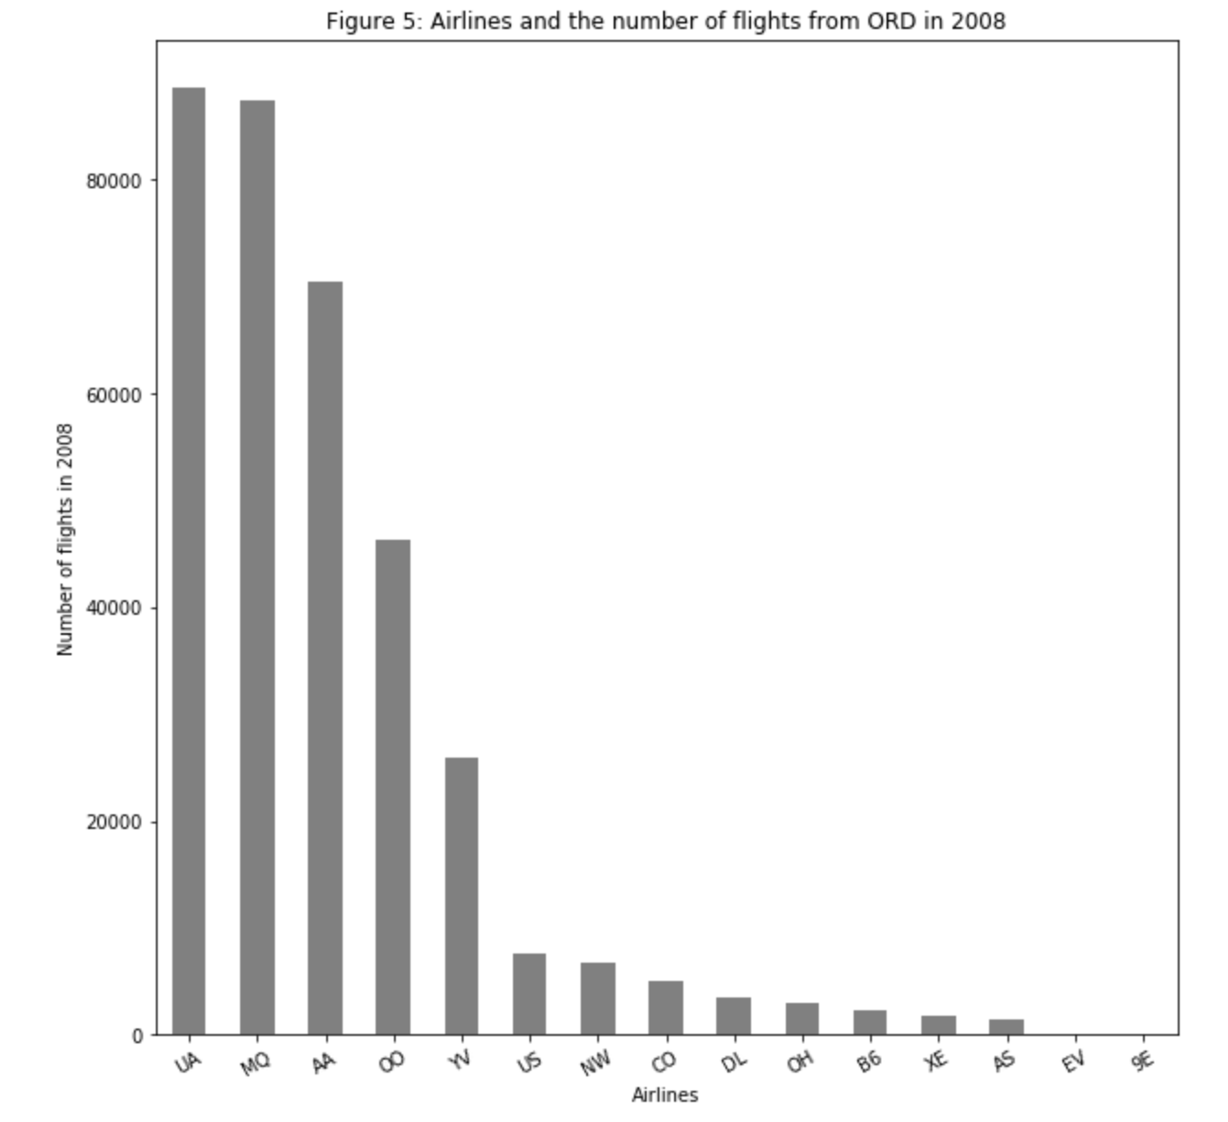 Figure 5: Airlines and the number of flights from ORD in 2008
80000
60000
40000
20000
0
Number of flights in 2008
UA MQ AA OO YV US NW CO DL OH B6 XE AS EV 9E
Airlines